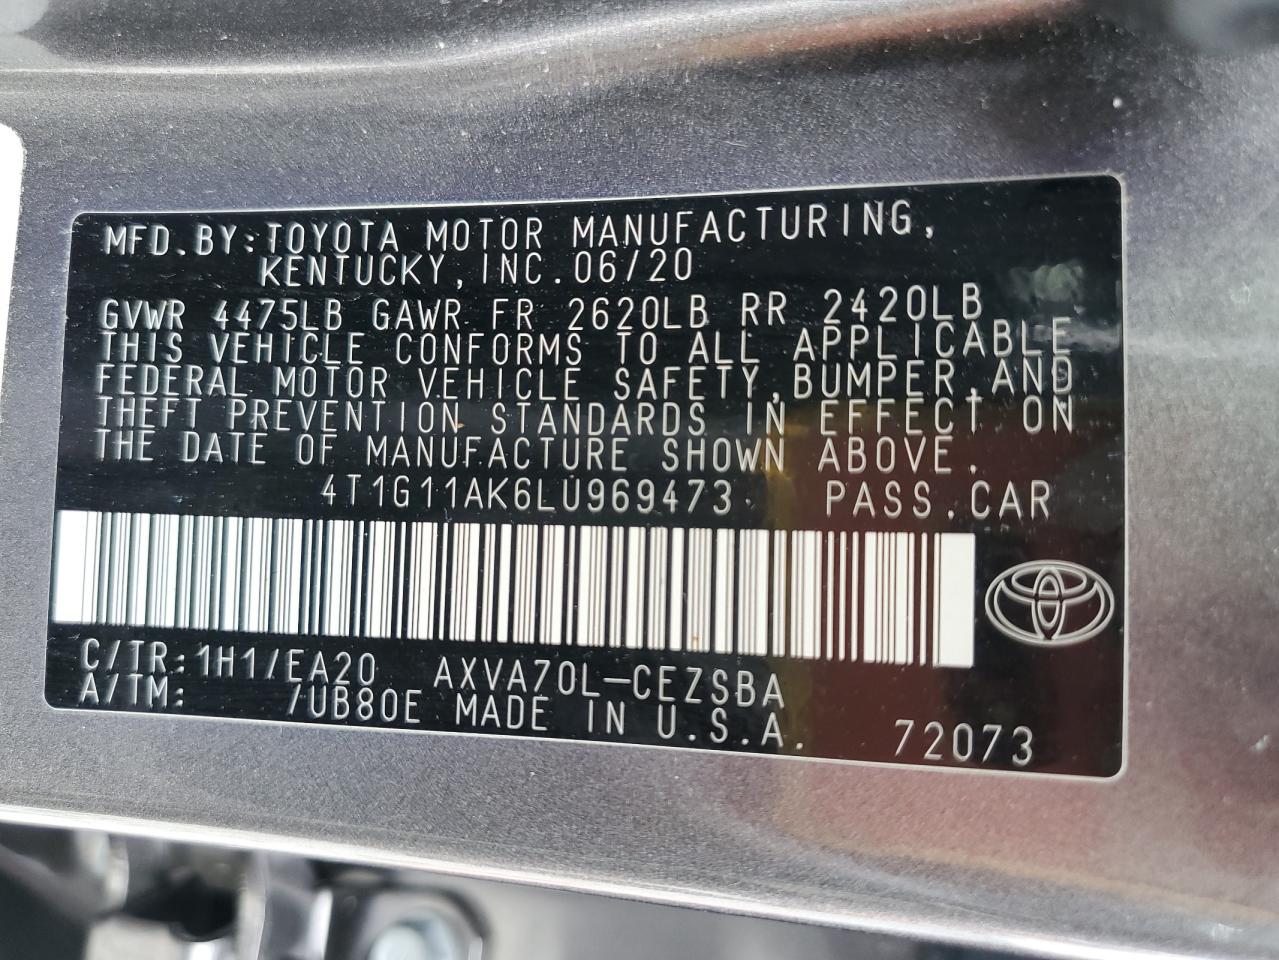 MFD.BY:TOYOTA MOTOR MANUFACTURING,
KENTUCKY,INC.06/20
GVWR 4475LB GAWR FR 2620LB RR 2420LB
THIS VEHICLE CONFORMS TO ALL APPLICABLE
FEDERAL MOTOR VEHICLE SAFETY,BUMPER,AND
THEFT PREVENTION STANDARDS IN EFFECT ON
THE DATE OF MANUFACTURE SHOWN ABOVE.
4T1G11AK6LU969473 PASS.CAR
C/TR:1H1/EA20 AXVA70L-CEZSBA
A/TM: /UB80E MADE IN U.S.A. 72073